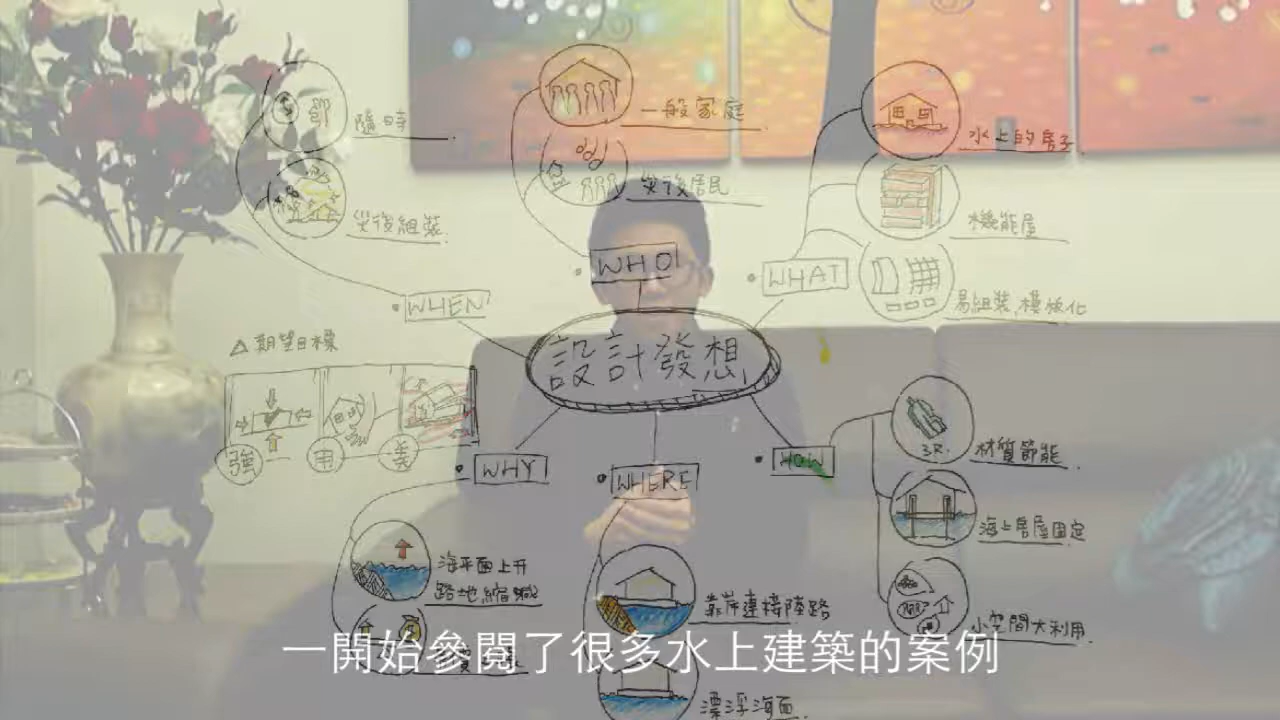 隨時
災後組裝
WHEN
一般家庭
災後居民
WHO
水上的房子
機能屋
易組裝、模組化
WHAT
設計發想
△ 期望目標
強
用
美
WHY
海平面上升
路地縮減
WHERE
靠岸連接陸路
漂浮海面
HOW
3R.
材質節能
海上房屋固定
小空間大利用
一開始參閱了很多水上建築的案例